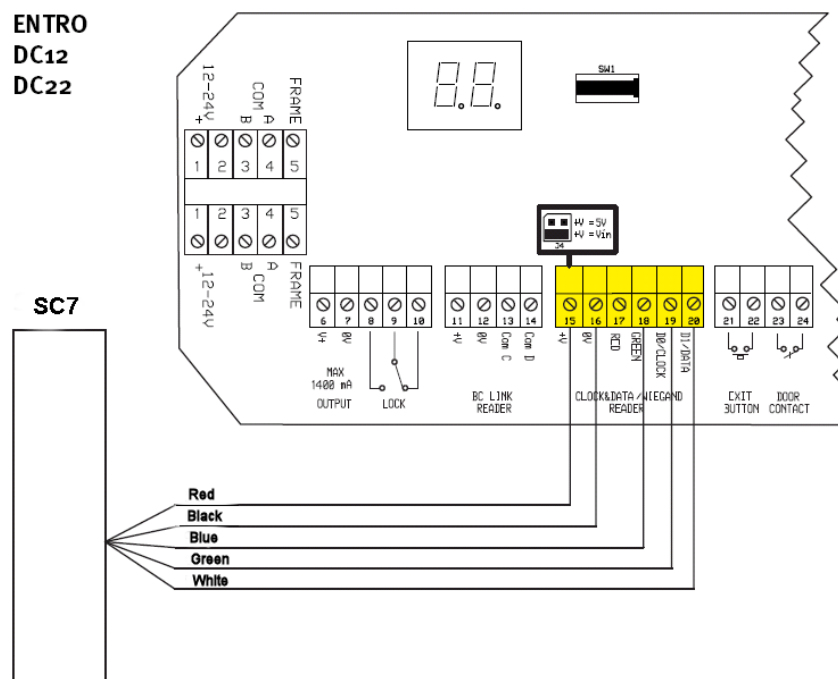 ENTRO
DC12
DC22
12-24V
+
COM
B
A
FRAME
SW1
1 2 3 4 5
1 2 3 4 5
+V =5V
+V =Vin
J4
+
12-24V
B
COM
A
FRAME
6 7 8 9 10
11 12 13 14
15 16 17 18 19 20
21 22 23 24
V+
0V
+V
0V
Com C
Com D
+V
0V
RED
GREEN
D0/CLOCK
D1/DATA
MAX
1400 mA
OUTPUT
LOCK
BC LINK
READER
CLOCK&DATA/WIEGAND
READER
EXIT
BUTTON
DOOR
CONTACT
SC7
Red
Black
Blue
Green
White